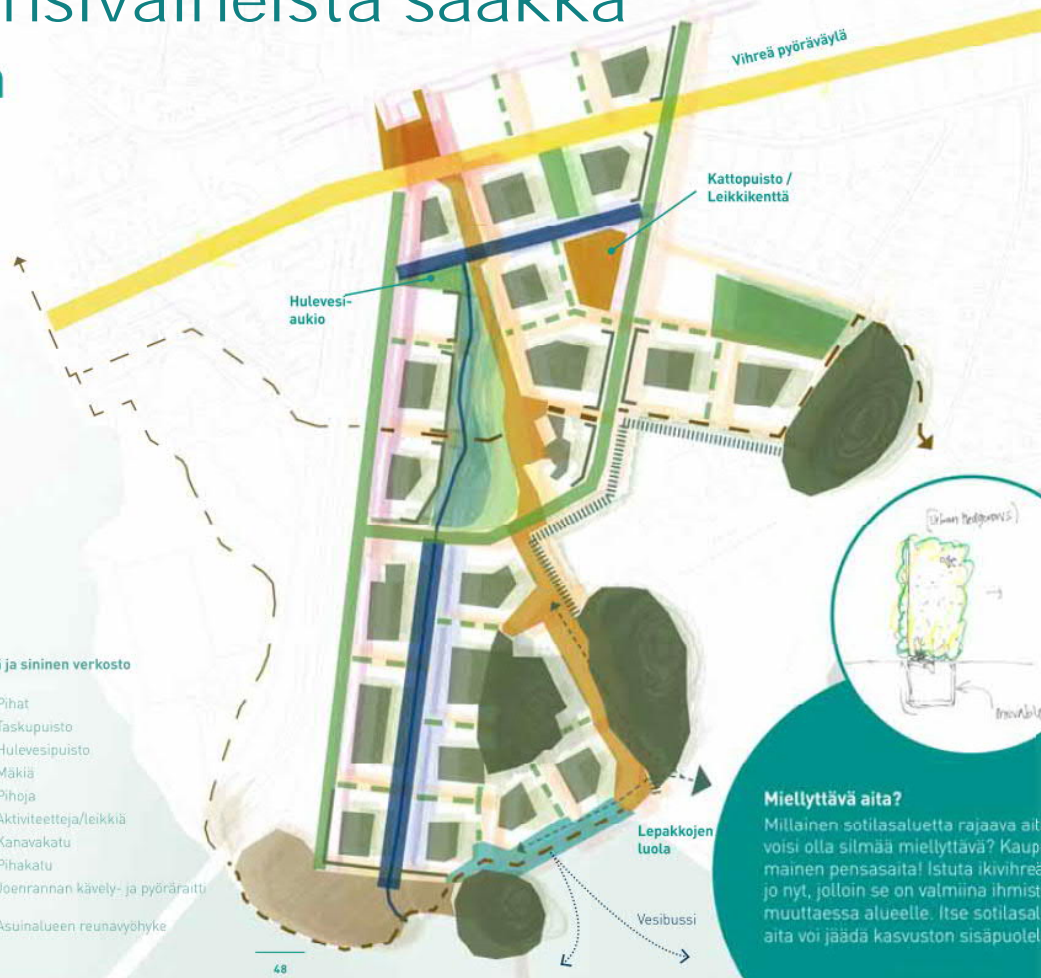 saakka
Vihreä pyöräväylä
Kattopuisto /
Leikkikenttä
Hulevesi-
aukio
ja sininen verkosto
Pihat
Taskupuisto
Hulevesipuisto
Mäkiä
Pihoja
Aktiviteetteja/leikkiä
Kanavakatu
Pihakatu
Joenrannan kävely- ja pyöräraitti
Asuinalueen reunavyöhyke
Lepakkojen
luola
Vesibussi
[Urban hedgerows]
Miellyttävä aita?
Millainen sotilasaluetta rajaava ait
voisi olla silmää miellyttävä? Kaup
mainen pensasaita! Istuta ikivihreä
jo nyt, jolloin se on valmiina ihmist
muuttaessa alueelle. Itse sotilasal
aita voi jäädä kasvuston sisäpuolel
48